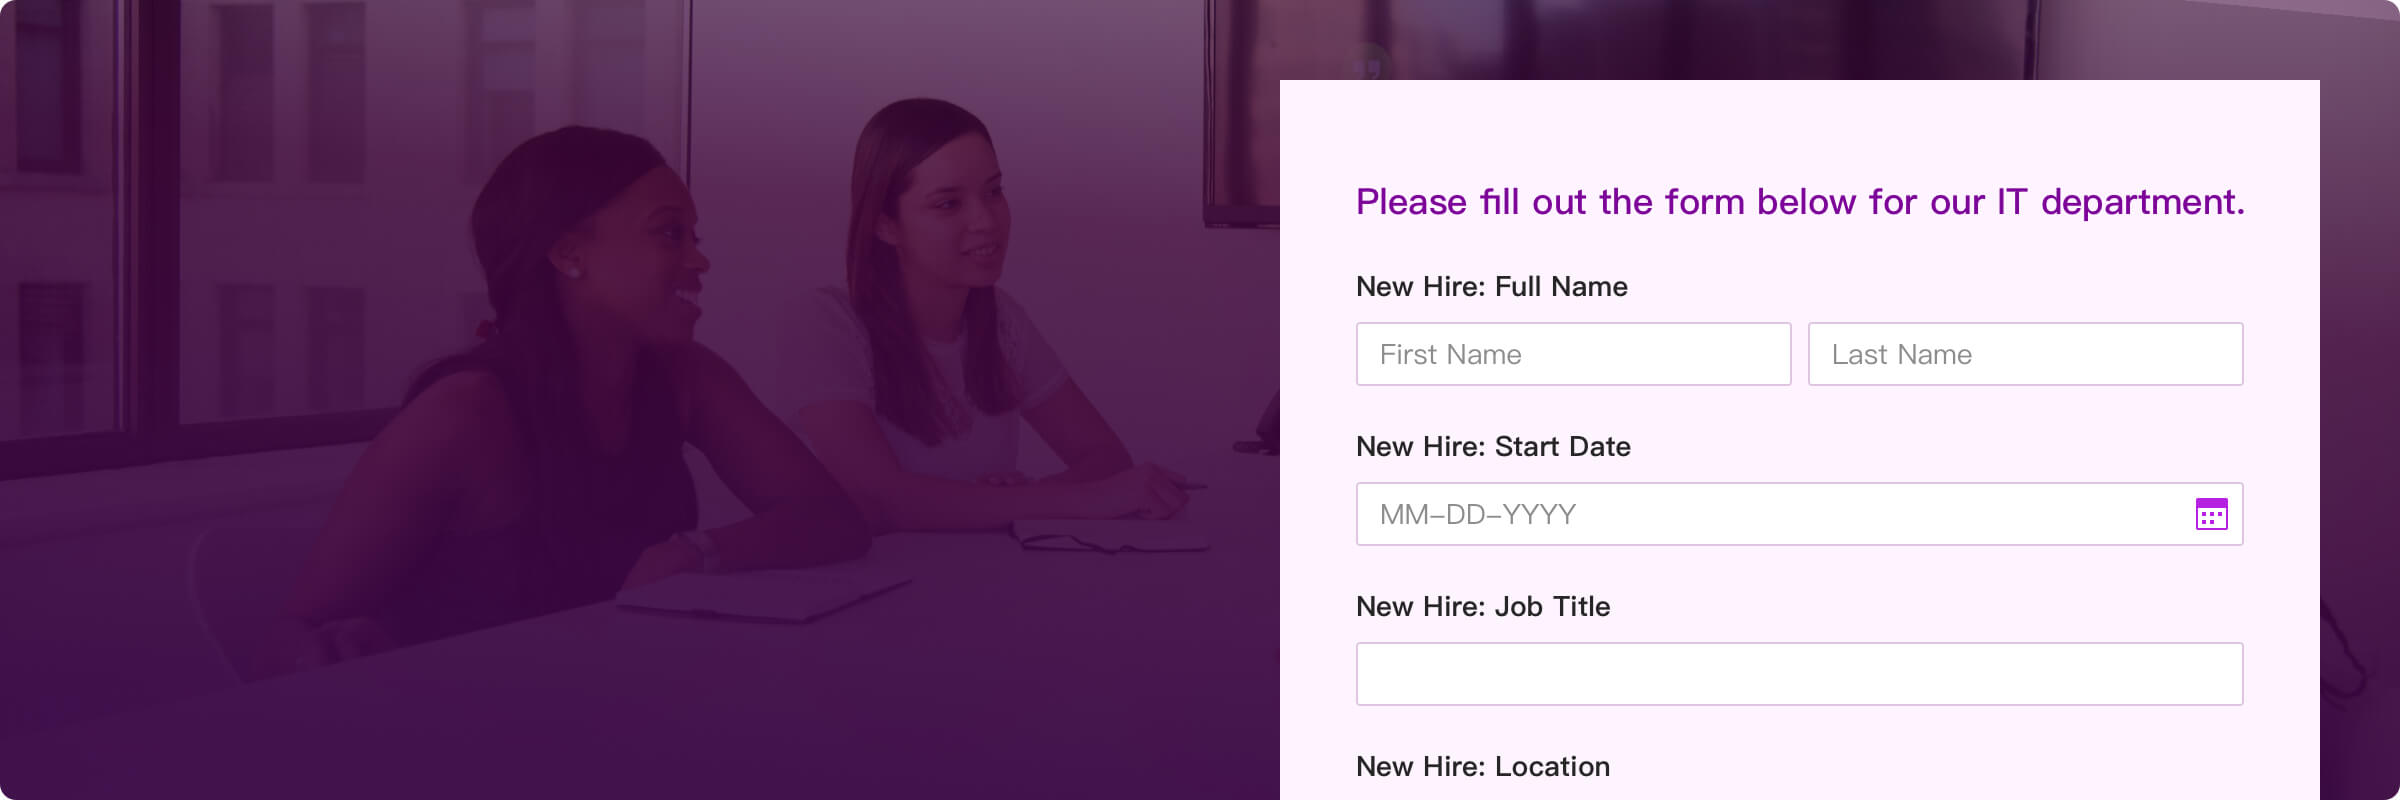 Please fill out the form below for our IT department.
New Hire: Full Name
First Name Last Name
New Hire: Start Date
MM-DD-YYYY
New Hire: Job Title
New Hire: Location